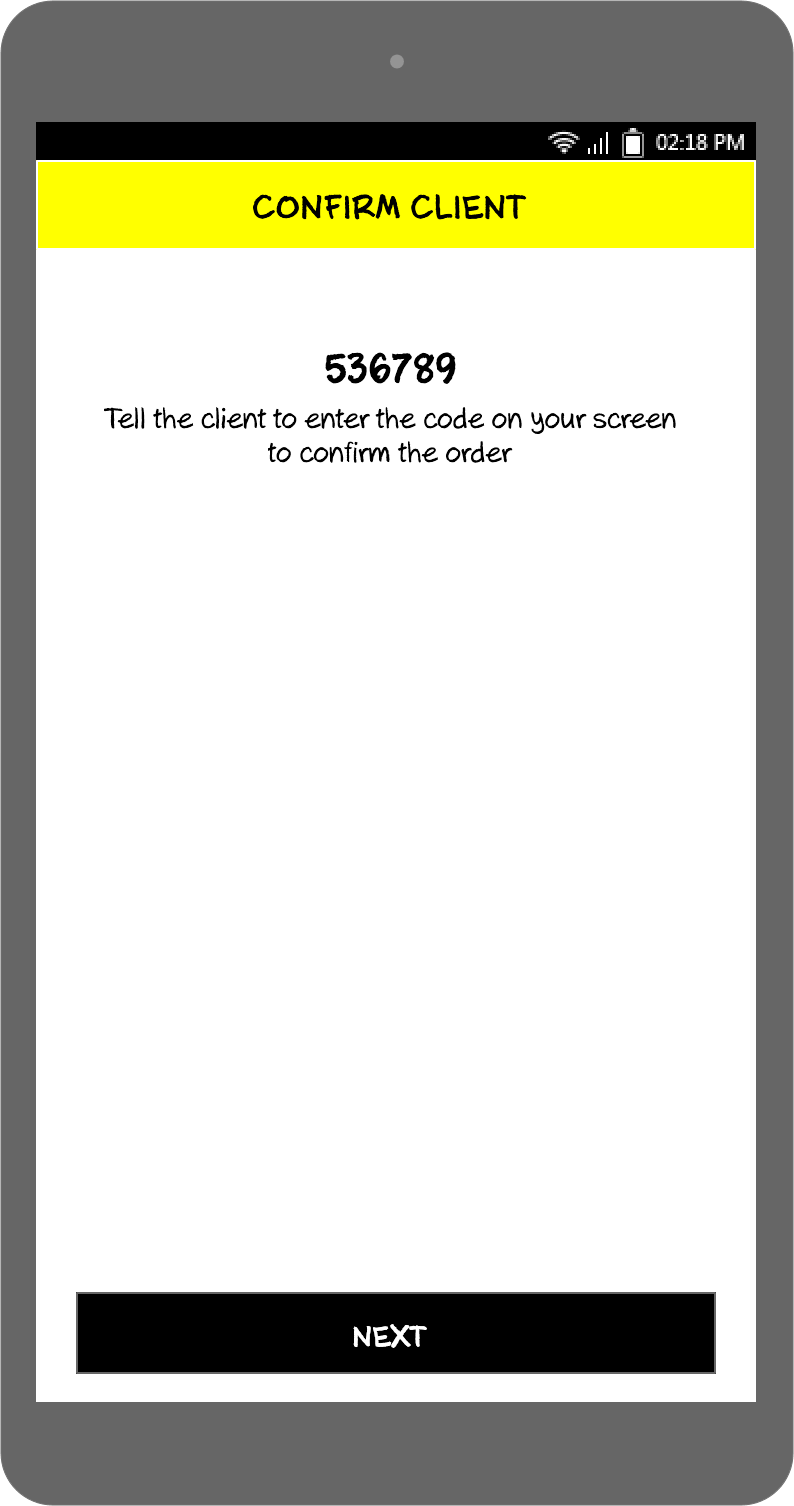 02:18 PM
CONFIRM CLIENT
536789
Tell the client to enter the code on your screen
to confirm the order
NEXT